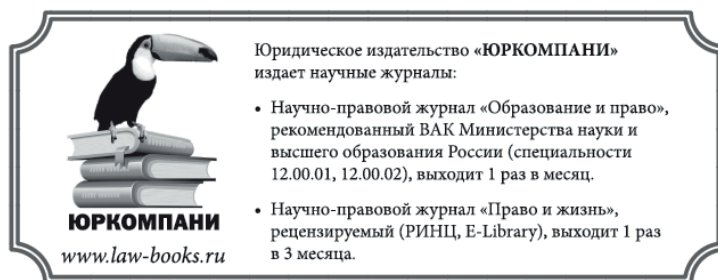 Юридическое издательство «ЮРКОМПАНИ»
издает научные журналы:
• Научно-правовой журнал «Образование и право»,
рекомендованный ВАК Министерства науки и
высшего образования России (специальности
12.00.01, 12.00.02), выходит 1 раз в месяц.
• Научно-правовой журнал «Право и жизнь»,
рецензируемый (РИНЦ, E-Library), выходит 1 раз
в 3 месяца.
ЮРКОМПАНИ
www.law-books.ru